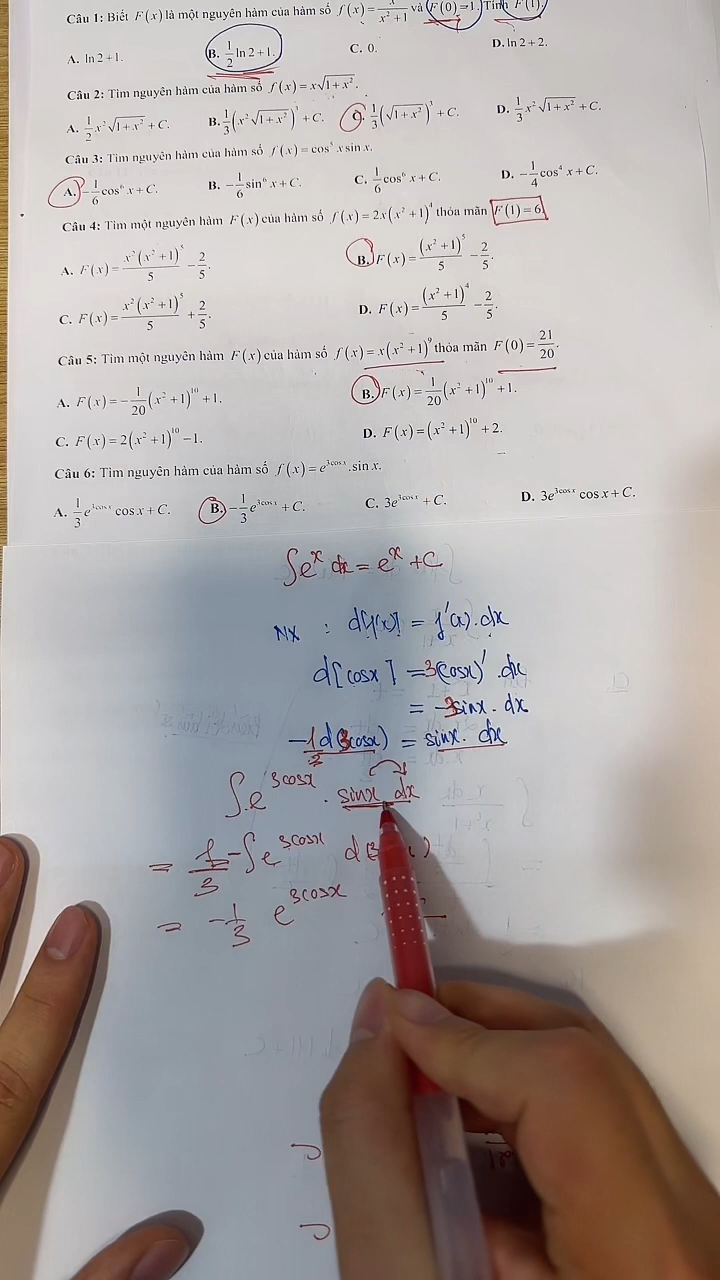 Câu 1: Biết F(x) là một nguyên hàm của hàm số f(x) = x/(x²+1) và F(0) = 1. Tính F(1).
A. ln 2 + 1. B. 1/2 ln 2 + 1. C. 0. D. ln 2 + 2.
Câu 2: Tìm nguyên hàm của hàm số f(x) = x√(1+x²).
A. 1/2 x²√(1+x²) + C. B. 1/3 (x²√(1+x²))³ + C. C. 1/3 (√(1+x²))³ + C. D. 1/3 x²√(1+x²) + C.
Câu 3: Tìm nguyên hàm của hàm số f(x) = cos⁵ x sin x.
A. -1/6 cos⁶ x + C. B. -1/6 sin⁶ x + C. C. 1/6 cos⁶ x + C. D. -1/4 cos⁴ x + C.
Câu 4: Tìm một nguyên hàm F(x) của hàm số f(x) = 2x(x²+1)⁴ thỏa mãn F(1) = 6.
A. F(x) = x²(x²+1)⁵/5 - 2/5. B. F(x) = (x²+1)⁵/5 - 2/5.
C. F(x) = x²(x²+1)⁵/5 + 2/5. D. F(x) = (x²+1)⁴/5 - 2/5.
Câu 5: Tìm một nguyên hàm F(x) của hàm số f(x) = x(x²+1)⁹ thỏa mãn F(0) = 21/20.
A. F(x) = -1/20 (x²+1)¹⁰ + 1. B. F(x) = 1/20 (x²+1)¹⁰ + 1.
C. F(x) = 2(x²+1)¹⁰ - 1. D. F(x) = (x²+1)¹⁰ + 2.
Câu 6: Tìm nguyên hàm của hàm số f(x) = e^(3cos x).sin x.
A. 1/3 e^(3cos x) cos x + C. B. -1/3 e^(3cos x) + C. C. 3e^(3cos x) + C. D. 3e^(3cos x) cos x + C.
∫e^x dx = e^x + C
NX : d[f(x)] = f'(x).dx
d[cosx] = 3(cosx)'.dx
= -3sinx.dx
d(3cosx) = sinx.dx
∫e^(3cosx).sinx dx
= 1/3 -∫e^(3cosx)
= -1/3 e^(3cosx)